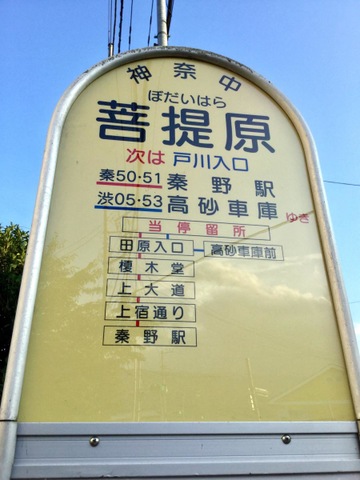 神奈中
ぼだいはら
菩提原
次は 戸川入口
秦50·51 秦野駅
渋05·53 高砂車庫 ゆき
当停留所
田原入口 高砂車庫前
棲木堂
上大道
上宿通り
秦野駅